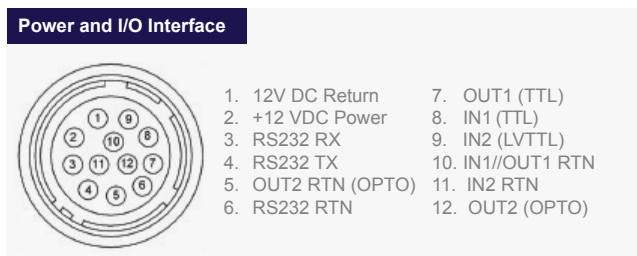 Power and I/O Interface
1 9
2 10 8
3 11 12 7
4 5 6
1. 12V DC Return
2. +12 VDC Power
3. RS232 RX
4. RS232 TX
5. OUT2 RTN (OPTO)
6. RS232 RTN
7. OUT1 (TTL)
8. IN1 (TTL)
9. IN2 (LVTTL)
10. IN1//OUT1 RTN
11. IN2 RTN
12. OUT2 (OPTO)